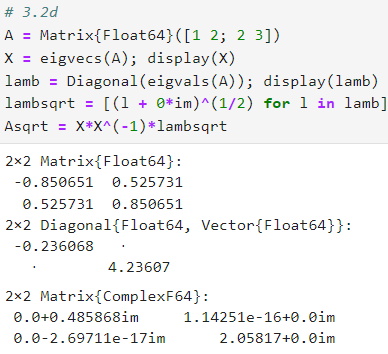 # 3.2d
A = Matrix{Float64}([1 2; 2 3])
X = eigvecs(A); display(X)
lamb = Diagonal(eigvals(A)); display(lamb)
lambsqrt = [(l + 0*im)^(1/2) for l in lamb]
Asqrt = X*X^(-1)*lambsqrt
2×2 Matrix{Float64}:
 -0.850651  0.525731
  0.525731  0.850651
2×2 Diagonal{Float64, Vector{Float64}}:
 -0.236068   ⋅
   ⋅        4.23607
2×2 Matrix{ComplexF64}:
 0.0+0.485868im     1.14251e-16+0.0im
 0.0-2.69711e-17im      2.05817+0.0im